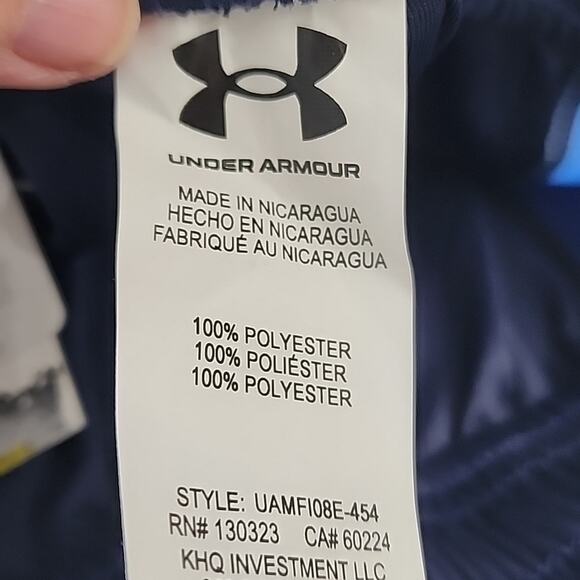 UNDER ARMOUR
MADE IN NICARAGUA
HECHO EN NICARAGUA
FABRIQUÉ AU NICARAGUA
100% POLYESTER
100% POLIÉSTER
100% POLYESTER
STYLE: UAMFI08E-454
RN# 130323 CA# 60224
KHQ INVESTMENT LLC